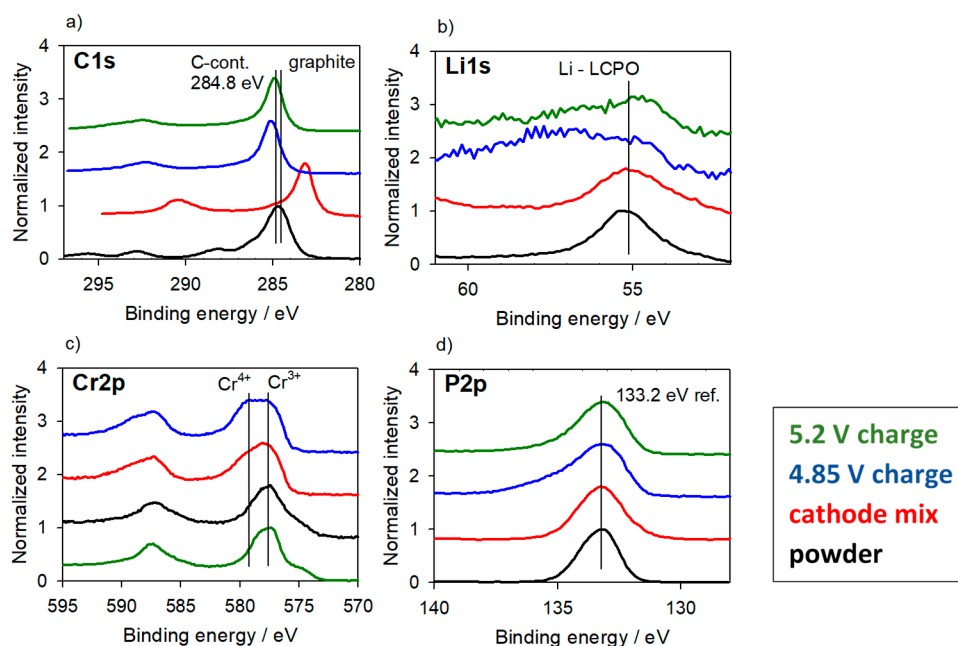 a)
C1s
C-cont.
284.8 eV
graphite
Normalized intensity
4
3
2
1
0
295
290
285
280
Binding energy / eV
b)
Li1s
Li - LCPO
Normalized intensity
4
3
2
1
0
60
55
Binding energy / eV
c)
Cr2p
Cr4+
Cr3+
Normalized intensity
4
3
2
1
0
595
590
585
580
575
570
Binding energy / eV
d)
P2p
133.2 eV ref.
Normalized intensity
4
3
2
1
0
140
135
130
Binding energy / eV
5.2 V charge
4.85 V charge
cathode mix
powder